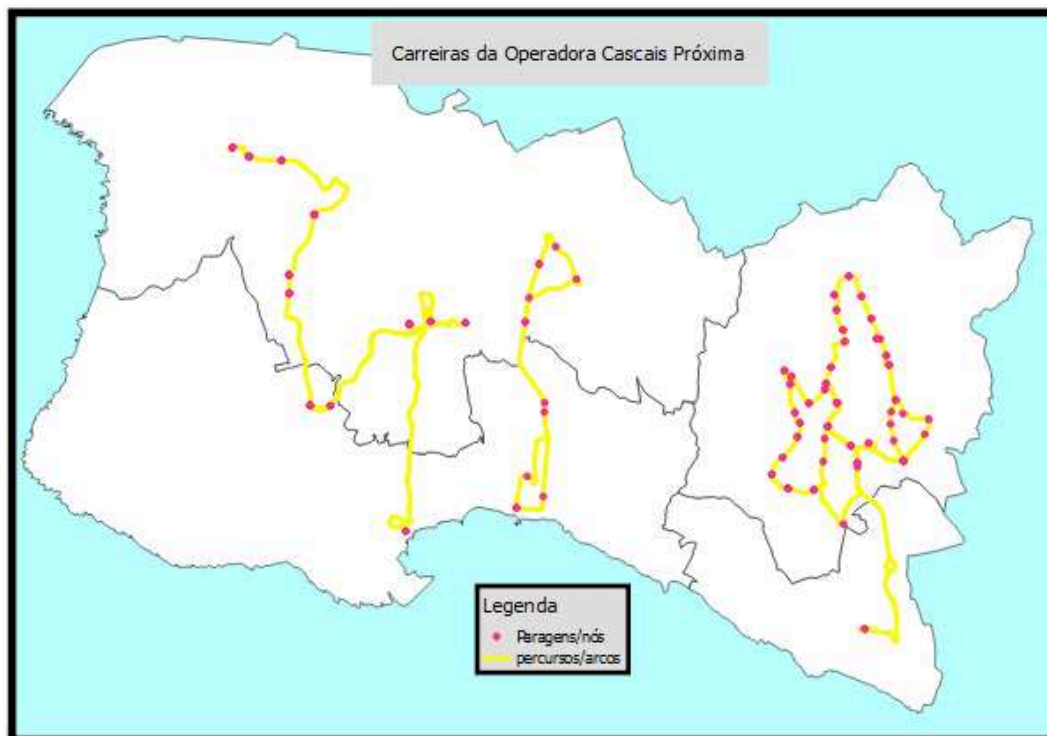 Carreiras da Operadora Cascais Próxima
Legenda
Paragens/nós
percursos/arcos